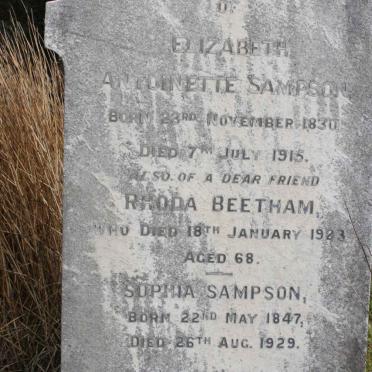 OF
ELIZABETH
ANTOINETTE SAMPSON
BORN 23RD NOVEMBER 1830
DIED 7TH JULY 1915.
ALSO OF A DEAR FRIEND
RHODA BEETHAM,
WHO DIED 18TH JANUARY 1923
AGED 68.
SOPHIA SAMPSON,
BORN 22ND MAY 1847,
DIED 26TH AUG. 1929.